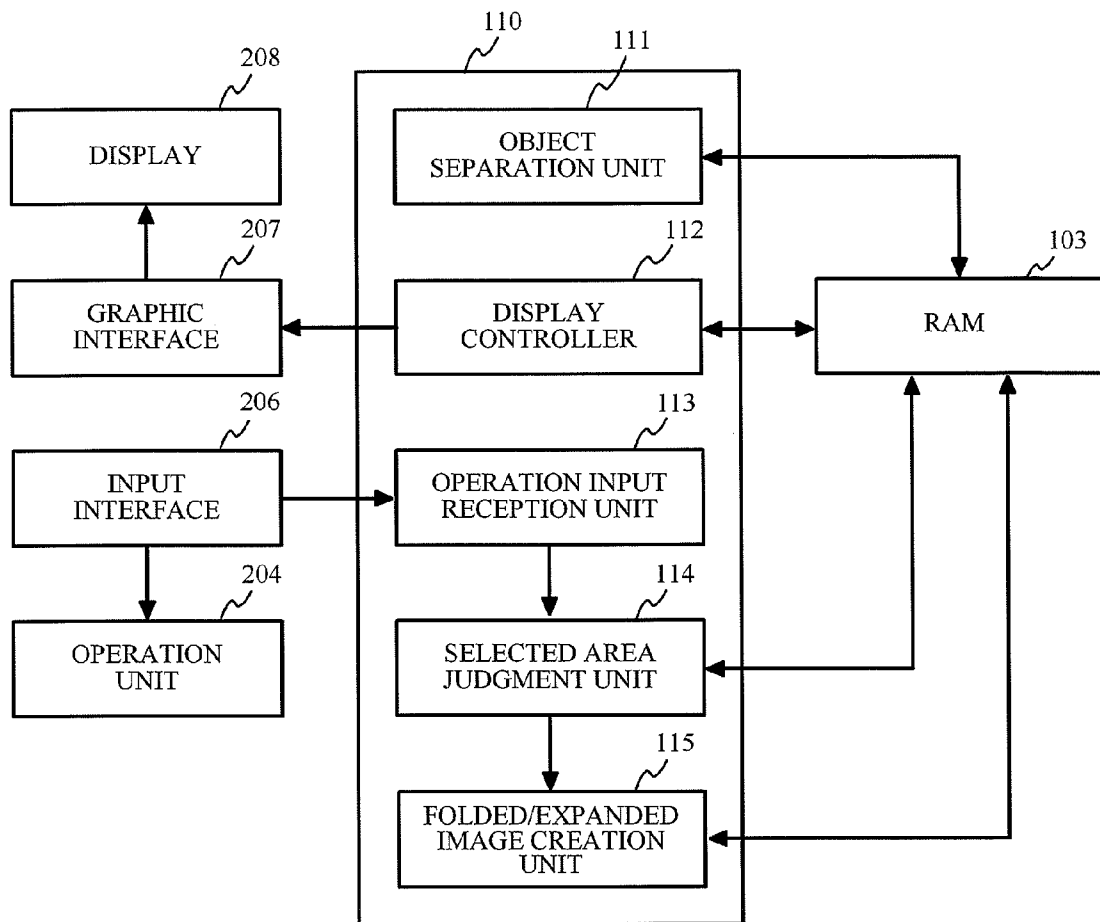 110
208
111
DISPLAY
OBJECT
SEPARATION UNIT
207
112
103
GRAPHIC
INTERFACE
DISPLAY
CONTROLLER
RAM
206
113
INPUT
INTERFACE
OPERATION INPUT
RECEPTION UNIT
204
114
OPERATION
UNIT
SELECTED AREA
JUDGMENT UNIT
115
FOLDED/EXPANDED
IMAGE CREATION
UNIT